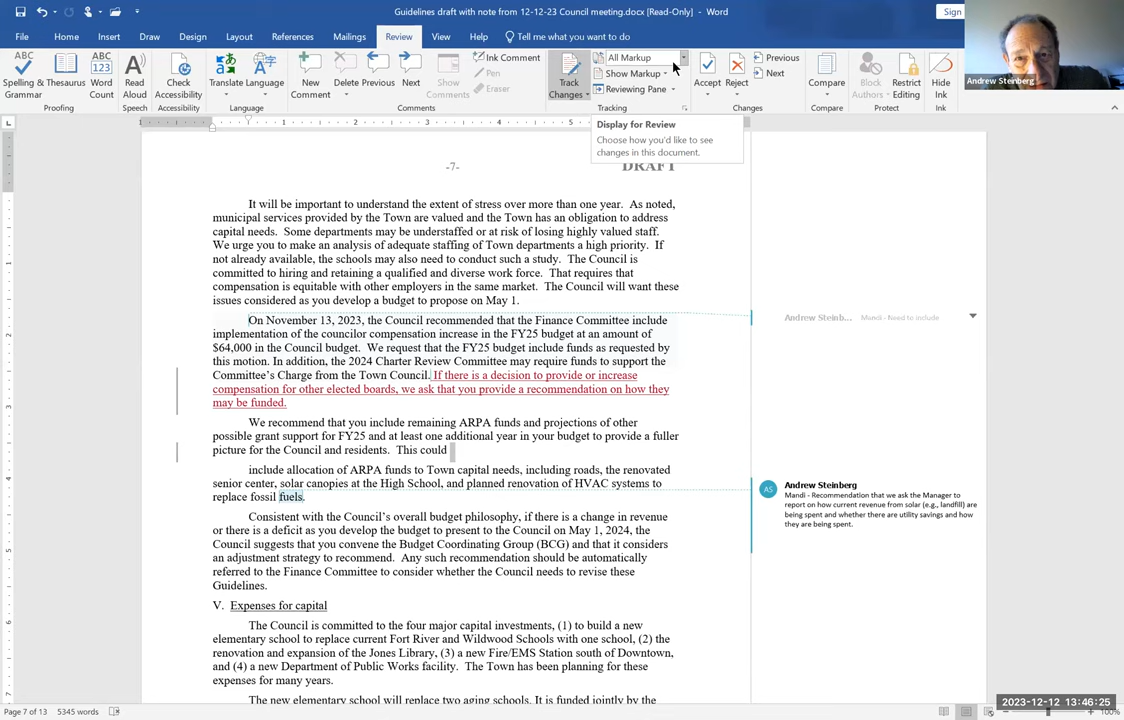 Guidelines draft with note from 12-12-23 Council meeting.docx [Read-Only] - Word
Sign
File Home Insert Draw Design Layout References Mailings Review View Help Tell me what you want to do
ABC
Spelling & Grammar
Thesaurus
ABC 123
Word Count
Proofing
Read Aloud
Speech
Check Accessibility
Accessibility
Translate
Language
Language
New Comment
Delete
Previous
Next
Show Comments
Ink Comment
Pen
Eraser
Comments
Track Changes
All Markup
Show Markup
Reviewing Pane
Tracking
Accept
Reject
Previous
Next
Changes
Compare
Compare
Block Authors
Restrict Editing
Protect
Hide Ink
Ink
Andrew Steinberg
Display for Review
Choose how you'd like to see
changes in this document.
-7-
DRAFT
It will be important to understand the extent of stress over more than one year. As noted,
municipal services provided by the Town are valued and the Town has an obligation to address
capital needs. Some departments may be understaffed or at risk of losing highly valued staff.
We urge you to make an analysis of adequate staffing of Town departments a high priority. If
not already available, the schools may also need to conduct such a study. The Council is
committed to hiring and retaining a qualified and diverse work force. That requires that
compensation is equitable with other employers in the same market. The Council will want these
issues considered as you develop a budget to propose on May 1.
On November 13, 2023, the Council recommended that the Finance Committee include
implementation of the councilor compensation increase in the FY25 budget at an amount of
$64,000 in the Council budget. We request that the FY25 budget include funds as requested by
this motion. In addition, the 2024 Charter Review Committee may require funds to support the
Committee's Charge from the Town Council. If there is a decision to provide or increase
compensation for other elected boards, we ask that you provide a recommendation on how they
may be funded.
Andrew Steinb... Mandi - Need to include
We recommend that you include remaining ARPA funds and projections of other
possible grant support for FY25 and at least one additional year in your budget to provide a fuller
picture for the Council and residents. This could
include allocation of ARPA funds to Town capital needs, including roads, the renovated
senior center, solar canopies at the High School, and planned renovation of HVAC systems to
replace fossil fuels.
AS
Andrew Steinberg
Mandi - Recommendation that we ask the Manager to
report on how current revenue from solar (e.g., landfill) are
being spent and whether there are utility savings and how
they are being spent.
Consistent with the Council's overall budget philosophy, if there is a change in revenue
or there is a deficit as you develop the budget to present to the Council on May 1, 2024, the
Council suggests that you convene the Budget Coordinating Group (BCG) and that it considers
an adjustment strategy to recommend. Any such recommendation should be automatically
referred to the Finance Committee to consider whether the Council needs to revise these
Guidelines.
V. Expenses for capital
The Council is committed to the four major capital investments, (1) to build a new
elementary school to replace current Fort River and Wildwood Schools with one school, (2) the
renovation and expansion of the Jones Library, (3) a new Fire/EMS Station south of Downtown,
and (4) a new Department of Public Works facility. The Town has been planning for these
expenses for many years.
The new elementary school will replace two aging schools. It is funded jointly by the
Page 7 of 13 5345 words
2023-12-12 13:46:25
100%